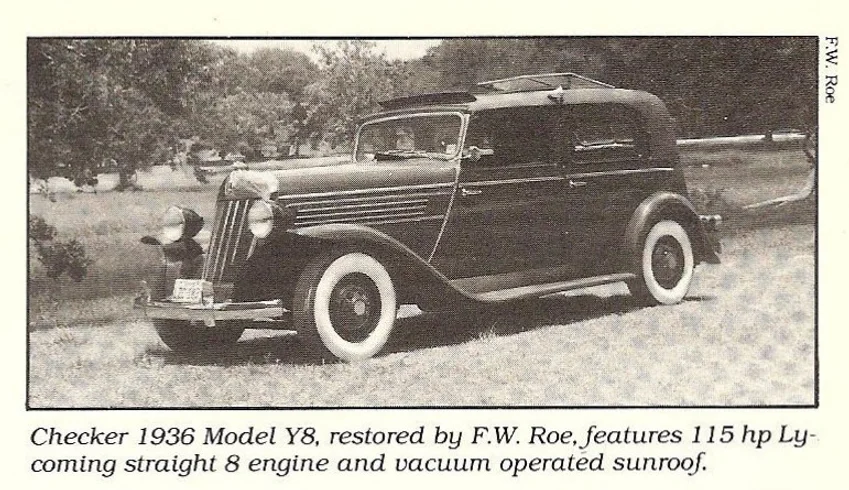 F.W. Roe
Checker 1936 Model Y8, restored by F.W. Roe, features 115 hp Ly-
coming straight 8 engine and vacuum operated sunroof.